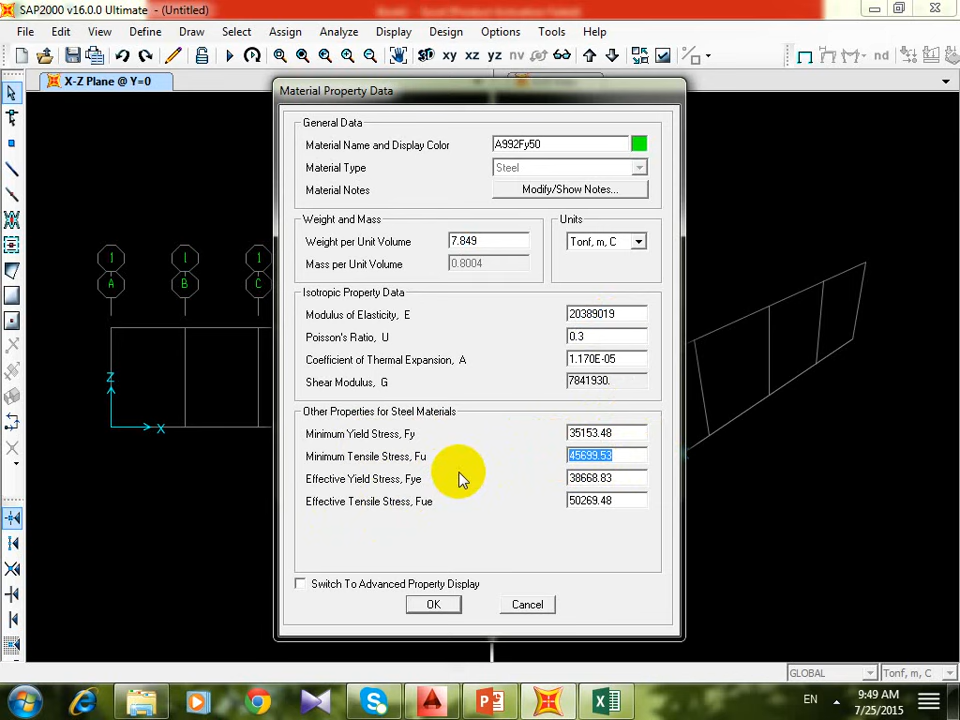 SAP2000 v16.0.0 Ultimate - (Untitled)
File Edit View Define Draw Select Assign Analyze Display Design Options Tools Help
3-D xy xz yz nv
X-Z Plane @ Y=0
Material Property Data
General Data
Material Name and Display Color A992Fy50
Material Type Steel
Material Notes Modify/Show Notes...
Weight and Mass
Units
Weight per Unit Volume 7.849
Tonf, m, C
Mass per Unit Volume 0.8004
Isotropic Property Data
Modulus of Elasticity, E 20389019
Poisson's Ratio, U 0.3
Coefficient of Thermal Expansion, A 1.170E-05
Shear Modulus, G 7841930.
Other Properties for Steel Materials
Minimum Yield Stress, Fy 35153.48
Minimum Tensile Stress, Fu 45699.53
Effective Yield Stress, Fye 38668.83
Effective Tensile Stress, Fue 50269.48
Switch To Advanced Property Display
OK Cancel
1 1 1
A B C
Z
X
GLOBAL Tonf, m, C
EN
9:49 AM
7/25/2015